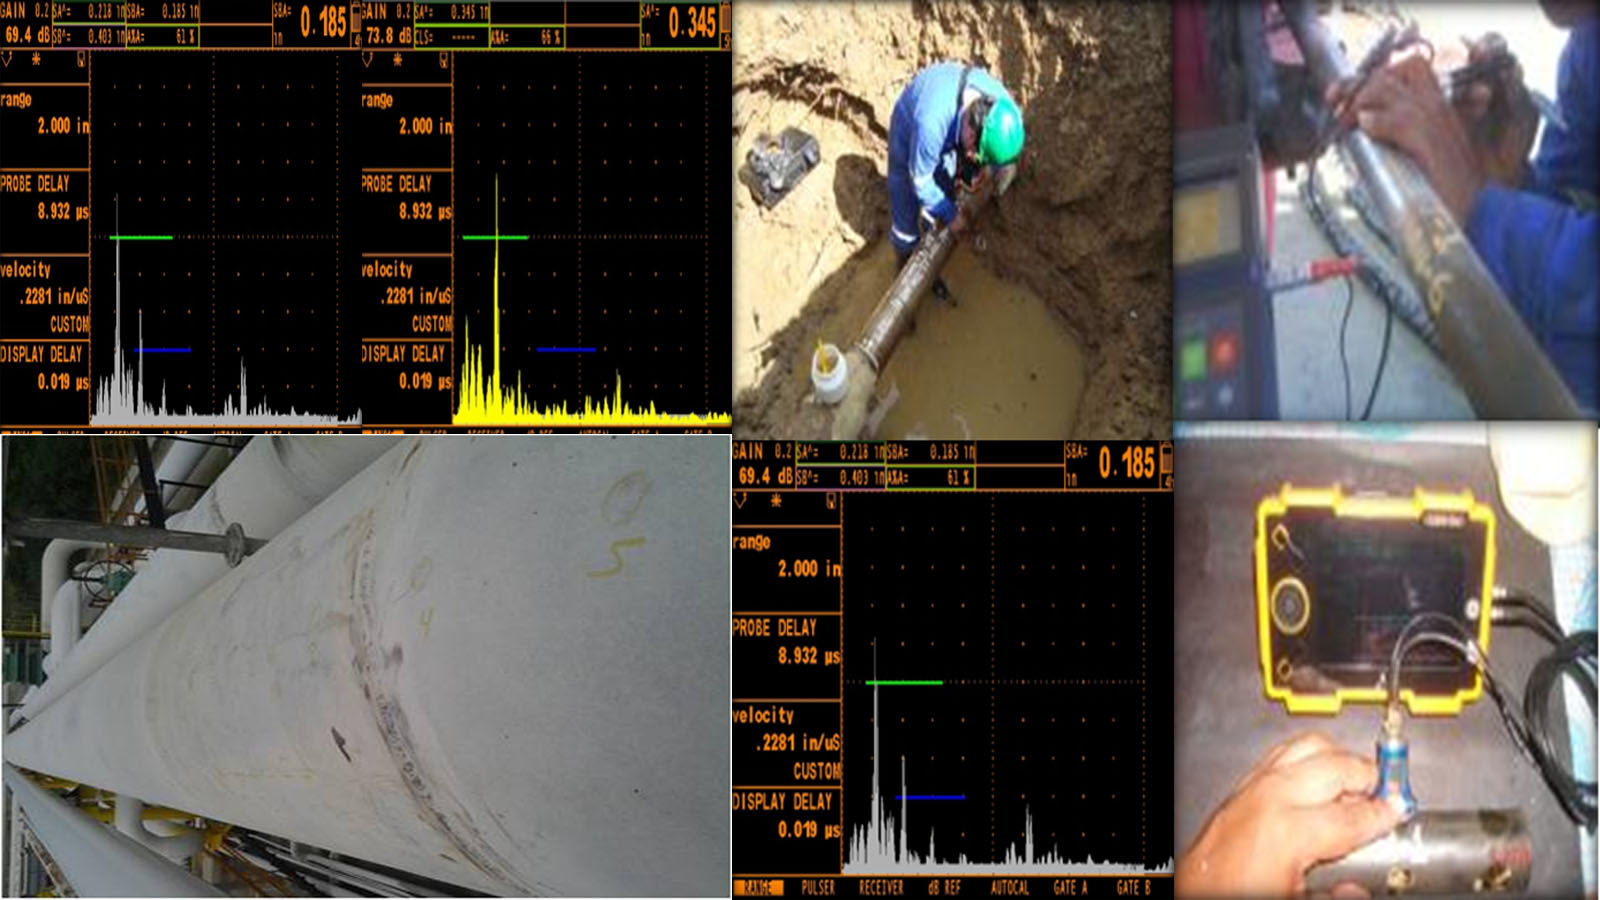 GAIN 0.2 SA^= 0.218 in SBA= 0.185 in SBA= 0.185
69.4 dB SB^= 0.403 in A%A= 61 % in
range
2.000 in
PROBE DELAY
8.932 µs
velocity
.2281 in/uS
CUSTOM
DISPLAY DELAY
0.019 µs
GAIN 0.2 SA^= 0.345 in SA^= 0.345
73.8 dB CLS= ----- A%A= 66 % in
range
2.000 in
PROBE DELAY
8.932 µs
velocity
.2281 in/uS
CUSTOM
DISPLAY DELAY
0.019 µs
0
5
0
4
GAIN 0.2 SA^= 0.218 in SBA= 0.185 in SBA= 0.185
69.4 dB SB^= 0.403 in A%A= 61 % in
range
2.000 in
PROBE DELAY
8.932 µs
velocity
.2281 in/uS
CUSTOM
DISPLAY DELAY
0.019 µs
RANGE PULSER RECEIVER dB REF AUTOCAL GATE A GATE B